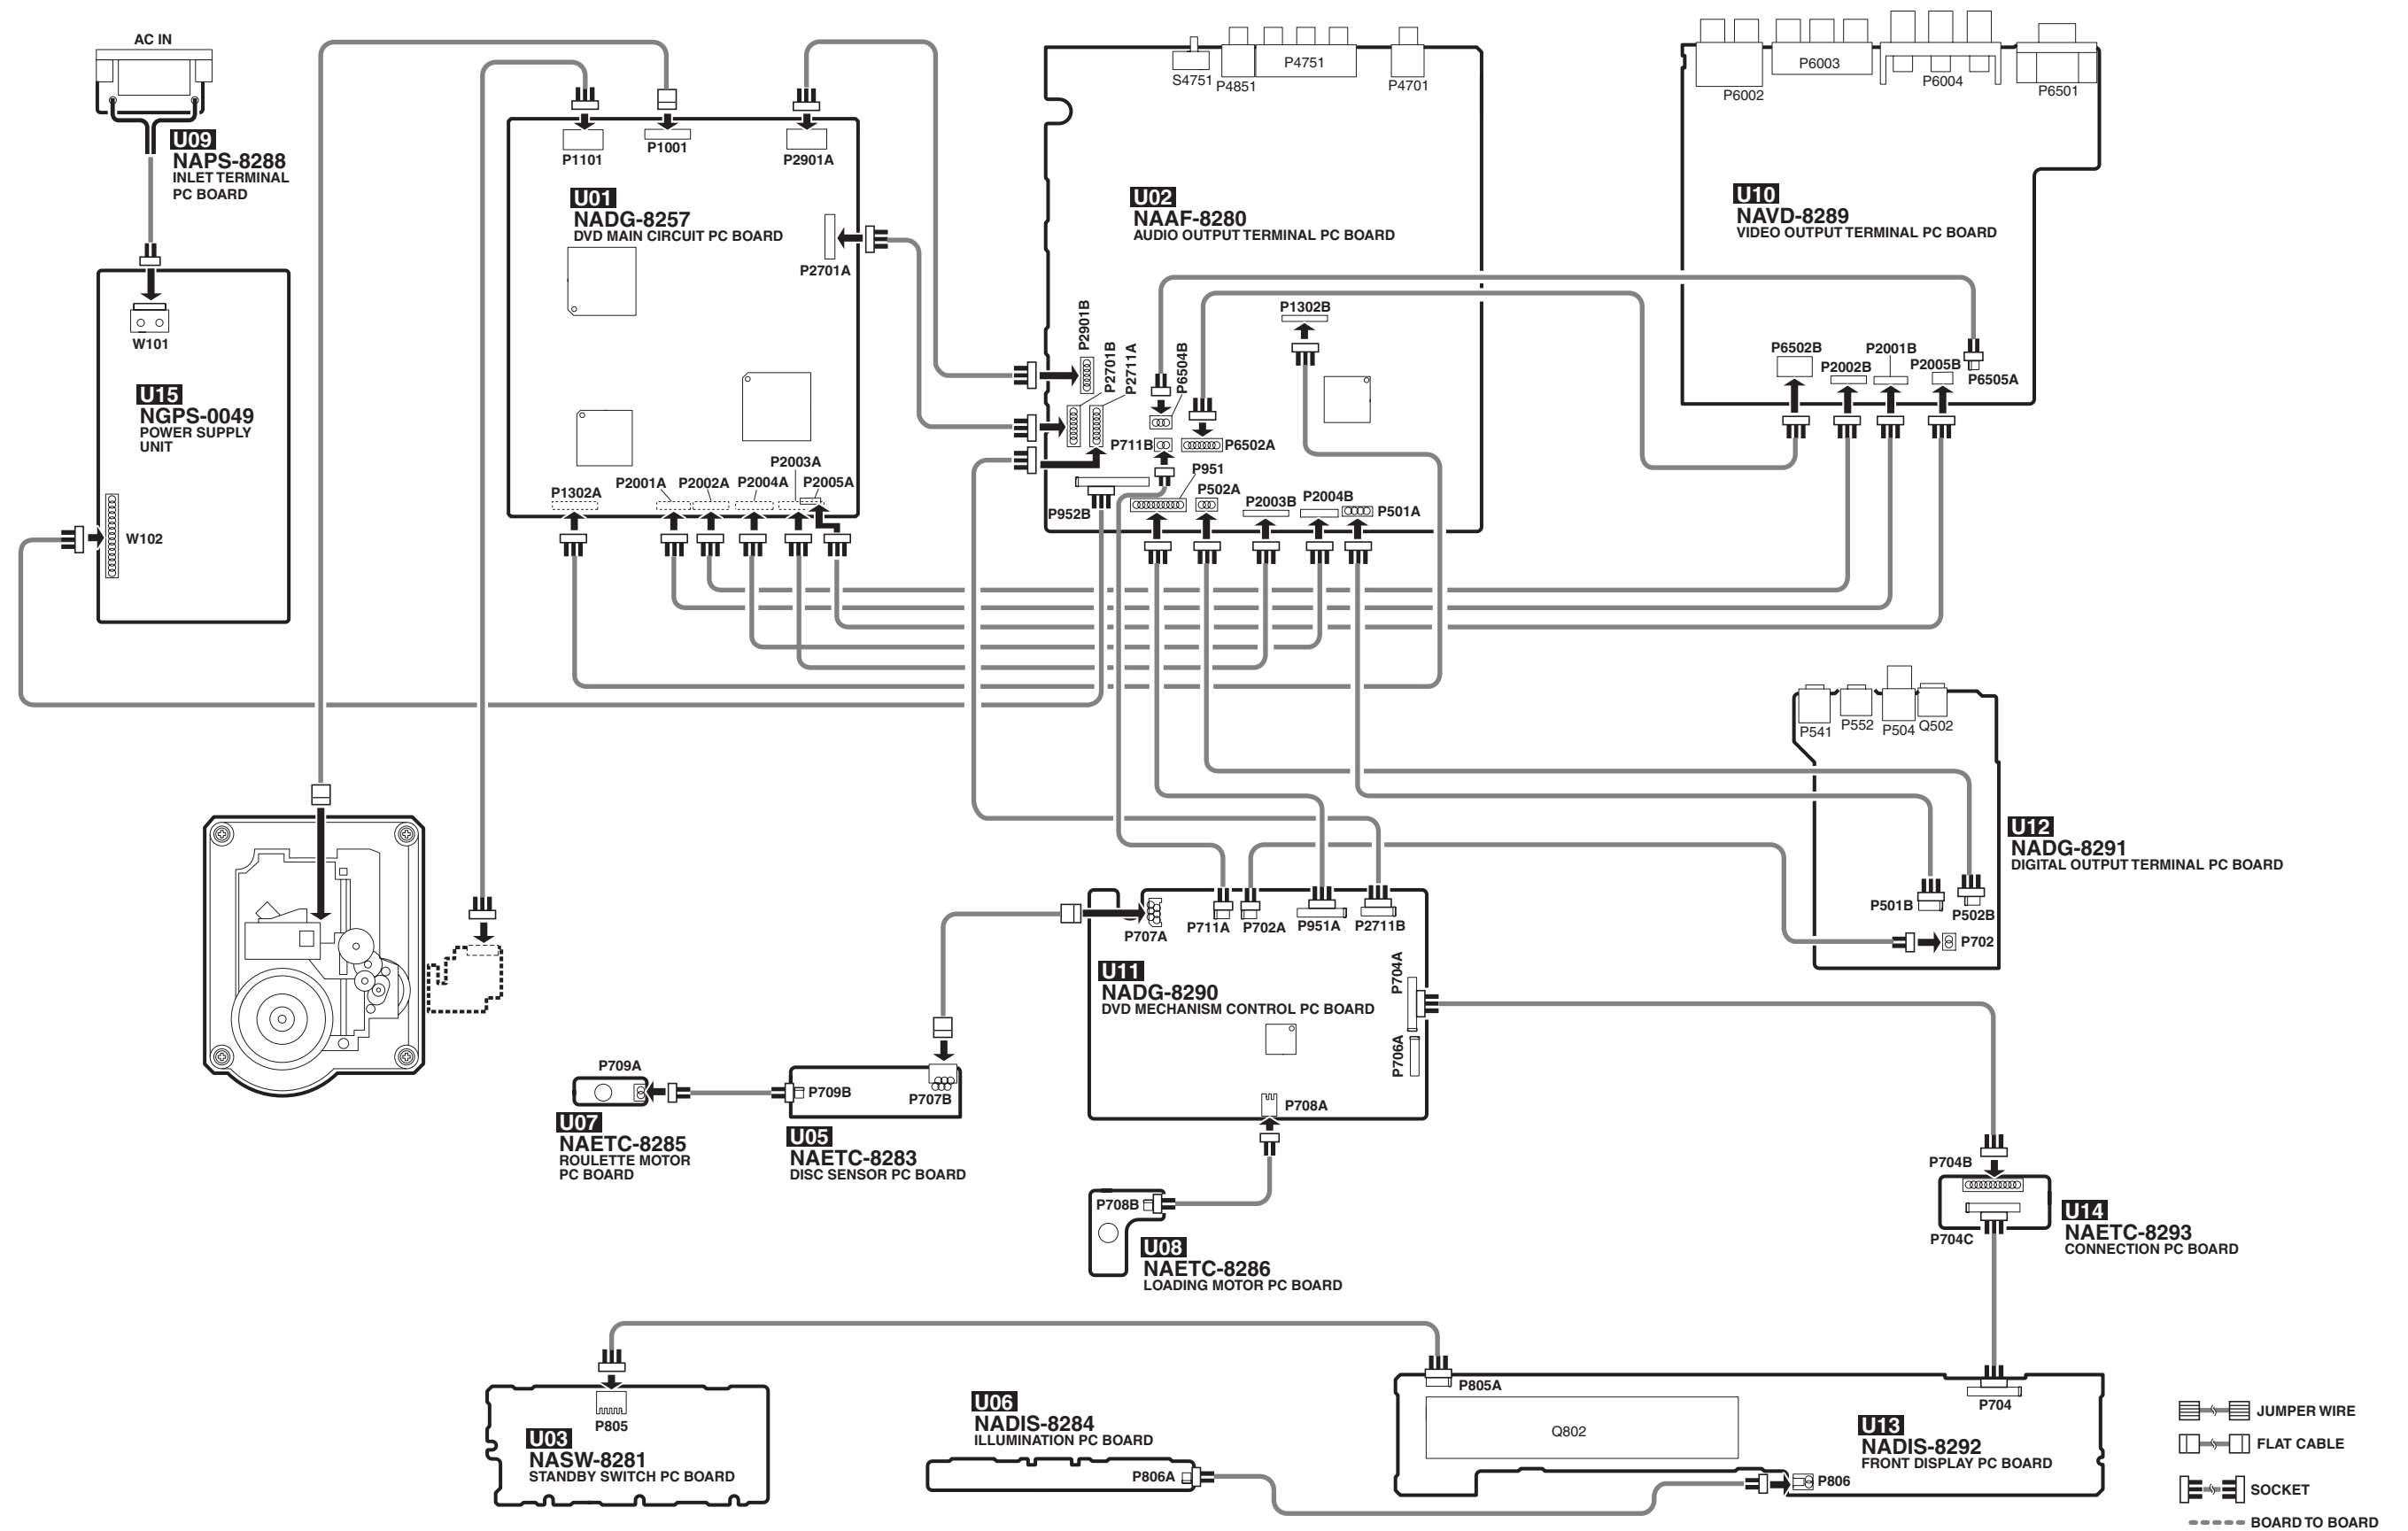 AC IN
U09
NAPS-8288
INLET TERMINAL
PC BOARD
W101
U15
NGPS-0049
POWER SUPPLY
UNIT
W102
P1101
P1001
P2901A
U01
NADG-8257
DVD MAIN CIRCUIT PC BOARD
P2701A
P1302A
P2001A
P2002A
P2004A
P2003A
P2005A
S4751
P4851
P4751
P4701
U02
NAAF-8280
AUDIO OUTPUT TERMINAL PC BOARD
P1302B
P2901B
P2701B
P2711A
P6504B
P711B
P6502A
P951
P952B
P502A
P2003B
P2004B
P501A
P6002
P6003
P6004
P6501
U10
NAVD-8289
VIDEO OUTPUT TERMINAL PC BOARD
P6502B
P2002B
P2001B
P2005B
P6505A
P541
P552
P504
Q502
U12
NADG-8291
DIGITAL OUTPUT TERMINAL PC BOARD
P501B
P502B
P702
P707A
P711A
P702A
P951A
P2711B
U11
NADG-8290
DVD MECHANISM CONTROL PC BOARD
P704A
P706A
P708A
P709A
U07
NAETC-8285
ROULETTE MOTOR
PC BOARD
P709B
P707B
U05
NAETC-8283
DISC SENSOR PC BOARD
P708B
U08
NAETC-8286
LOADING MOTOR PC BOARD
P704B
P704C
U14
NAETC-8293
CONNECTION PC BOARD
P805
U03
NASW-8281
STANDBY SWITCH PC BOARD
U06
NADIS-8284
ILLUMINATION PC BOARD
P806A
P805A
Q802
P704
U13
NADIS-8292
FRONT DISPLAY PC BOARD
P806
JUMPER WIRE
FLAT CABLE
SOCKET
BOARD TO BOARD